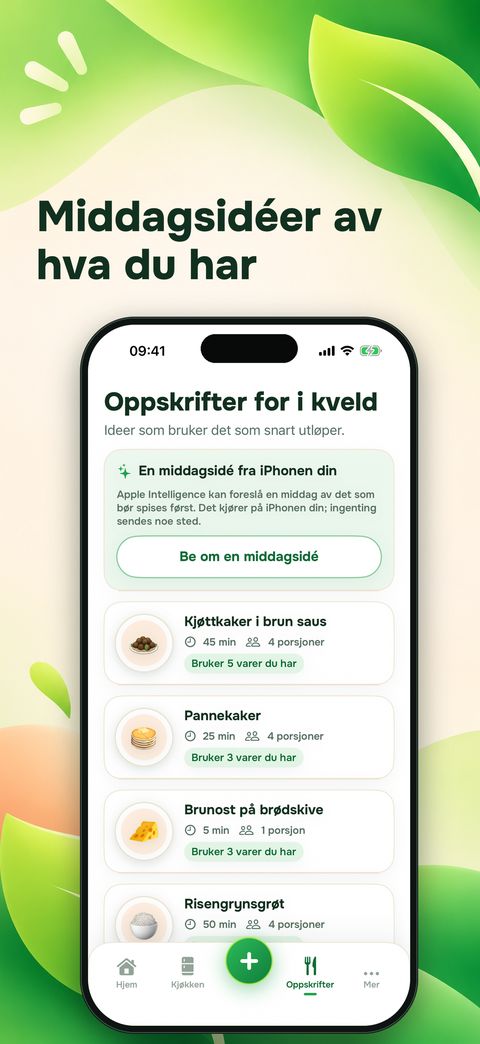 Middagsidéer av
hva du har
09:41
Oppskrifter for i kveld
Ideer som bruker det som snart utløper.
En middagsidé fra iPhonen din
Apple Intelligence kan foreslå en middag av det som
bør spises først. Det kjører på iPhonen din; ingenting
sendes noe sted.
Be om en middagsidé
Kjøttkaker i brun saus
45 min 4 porsjoner
Bruker 5 varer du har
Pannekaker
25 min 4 porsjoner
Bruker 3 varer du har
Brunost på brødskive
5 min 1 porsjon
Bruker 3 varer du har
Risengrynsgrøt
50 min 4 porsjoner
Hjem Kjøkken Oppskrifter Mer